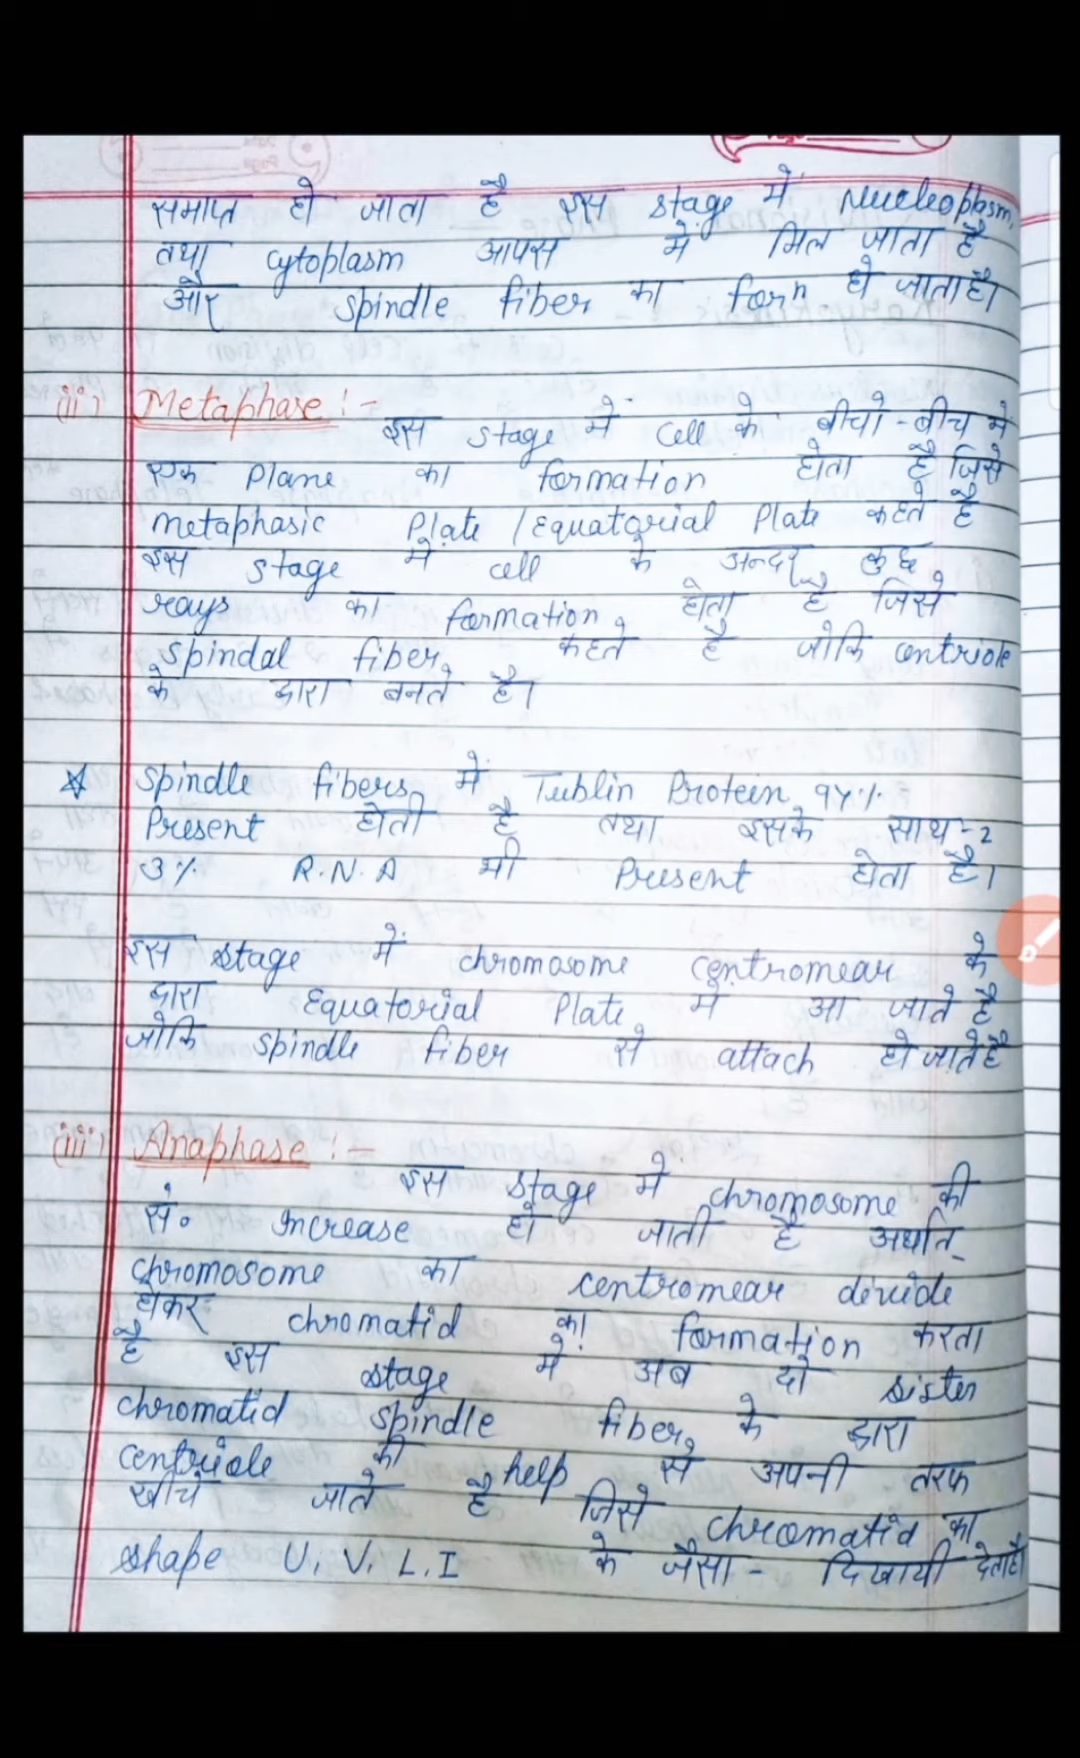 समाप्त हो जाता है इस stage में Nucleoplasm,
तथा cytoplasm आपस में मिल जाता है
और spindle fiber का form हो जाता है।
(ii) Metaphase :-
इस stage में cell के बीचो-बीच में
एक Plane का formation होता है जिसे
metaphasic Plate / Equatorial Plate कहते है
इस stage में cell के अन्दर कुछ
rays का formation होता है जिसे
spindal fiber कहते है जोकि centriole
के द्वारा बनते है।
☆ Spindle fibers में Tublin Protein 97%
Present होती है तथा इसके साथ-2
3% R.N.A भी Present होता है।
इस stage में chromosome centromear के
द्वारा Equatorial Plate में आ जाते है
जोकि spindle fiber से attach हो जाते है
(iii) Anaphase :-
इस stage में chromosome की
सं० Increase हो जाती है अर्थात
chromosome का centromear devide
होकर chromatid का formation करता
है इस stage में अब दो sister
chromatid spindle fiber के द्वारा
centriole की help से अपनी तरफ
खीचे जाते है जिसे chromatid का
shape U, V, L, I के जैसा - दिखायी देता है।